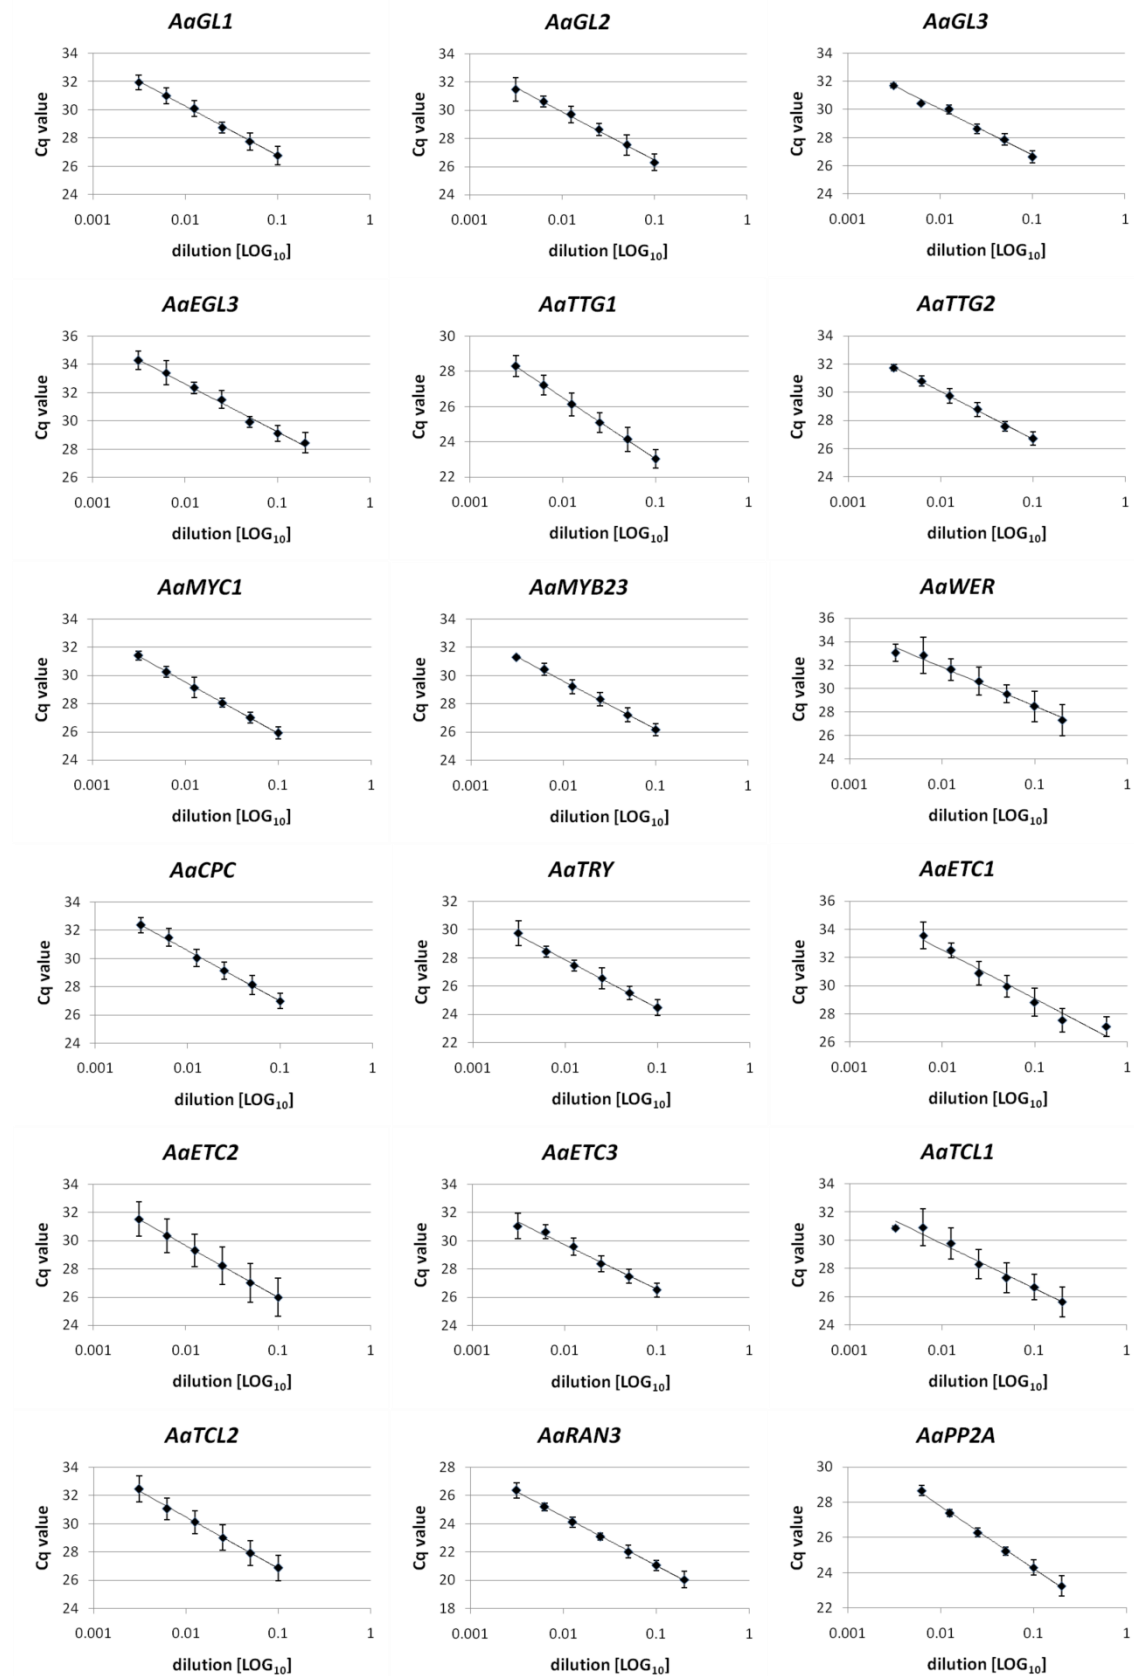 AaGL1
34
32
30
28
26
24
Cq value
0.001 0.01 0.1 1
dilution [LOG₁₀]
AaGL2
34
32
30
28
26
24
Cq value
0.001 0.01 0.1 1
dilution [LOG₁₀]
AaGL3
34
32
30
28
26
24
Cq value
0.001 0.01 0.1 1
dilution [LOG₁₀]
AaEGL3
36
34
32
30
28
26
Cq value
0.001 0.01 0.1 1
dilution [LOG₁₀]
AaTTG1
30
28
26
24
22
Cq value
0.001 0.01 0.1 1
dilution [LOG₁₀]
AaTTG2
34
32
30
28
26
24
Cq value
0.001 0.01 0.1 1
dilution [LOG₁₀]
AaMYC1
34
32
30
28
26
24
Cq value
0.001 0.01 0.1 1
dilution [LOG₁₀]
AaMYB23
34
32
30
28
26
24
Cq value
0.001 0.01 0.1 1
dilution [LOG₁₀]
AaWER
36
34
32
30
28
26
24
Cq value
0.001 0.01 0.1 1
dilution [LOG₁₀]
AaCPC
34
32
30
28
26
24
Cq value
0.001 0.01 0.1 1
dilution [LOG₁₀]
AaTRY
32
30
28
26
24
22
Cq value
0.001 0.01 0.1 1
dilution [LOG₁₀]
AaETC1
36
34
32
30
28
26
Cq value
0.001 0.01 0.1 1
dilution [LOG₁₀]
AaETC2
34
32
30
28
26
24
Cq value
0.001 0.01 0.1 1
dilution [LOG₁₀]
AaETC3
34
32
30
28
26
24
Cq value
0.001 0.01 0.1 1
dilution [LOG₁₀]
AaTCL1
34
32
30
28
26
24
Cq value
0.001 0.01 0.1 1
dilution [LOG₁₀]
AaTCL2
34
32
30
28
26
24
Cq value
0.001 0.01 0.1 1
dilution [LOG₁₀]
AaRAN3
28
26
24
22
20
18
Cq value
0.001 0.01 0.1 1
dilution [LOG₁₀]
AaPP2A
30
28
26
24
22
Cq value
0.001 0.01 0.1 1
dilution [LOG₁₀]